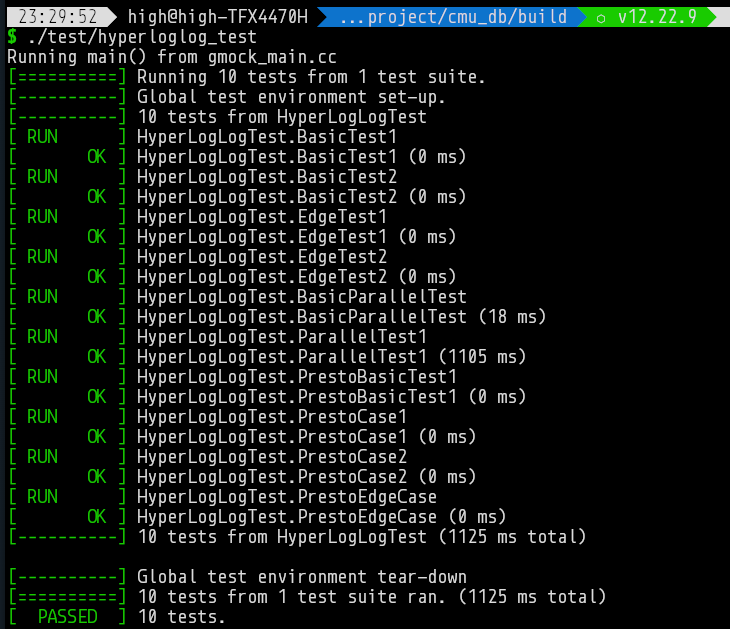 23:29:52 high@high-TFX4470H ...project/cmu_db/build ○ v12.22.9
$ ./test/hyperloglog_test
Running main() from gmock_main.cc
[==========] Running 10 tests from 1 test suite.
[----------] Global test environment set-up.
[----------] 10 tests from HyperLogLogTest
[ RUN      ] HyperLogLogTest.BasicTest1
[       OK ] HyperLogLogTest.BasicTest1 (0 ms)
[ RUN      ] HyperLogLogTest.BasicTest2
[       OK ] HyperLogLogTest.BasicTest2 (0 ms)
[ RUN      ] HyperLogLogTest.EdgeTest1
[       OK ] HyperLogLogTest.EdgeTest1 (0 ms)
[ RUN      ] HyperLogLogTest.EdgeTest2
[       OK ] HyperLogLogTest.EdgeTest2 (0 ms)
[ RUN      ] HyperLogLogTest.BasicParallelTest
[       OK ] HyperLogLogTest.BasicParallelTest (18 ms)
[ RUN      ] HyperLogLogTest.ParallelTest1
[       OK ] HyperLogLogTest.ParallelTest1 (1105 ms)
[ RUN      ] HyperLogLogTest.PrestoBasicTest1
[       OK ] HyperLogLogTest.PrestoBasicTest1 (0 ms)
[ RUN      ] HyperLogLogTest.PrestoCase1
[       OK ] HyperLogLogTest.PrestoCase1 (0 ms)
[ RUN      ] HyperLogLogTest.PrestoCase2
[       OK ] HyperLogLogTest.PrestoCase2 (0 ms)
[ RUN      ] HyperLogLogTest.PrestoEdgeCase
[       OK ] HyperLogLogTest.PrestoEdgeCase (0 ms)
[----------] 10 tests from HyperLogLogTest (1125 ms total)
[----------] Global test environment tear-down
[==========] 10 tests from 1 test suite ran. (1125 ms total)
[  PASSED  ] 10 tests.